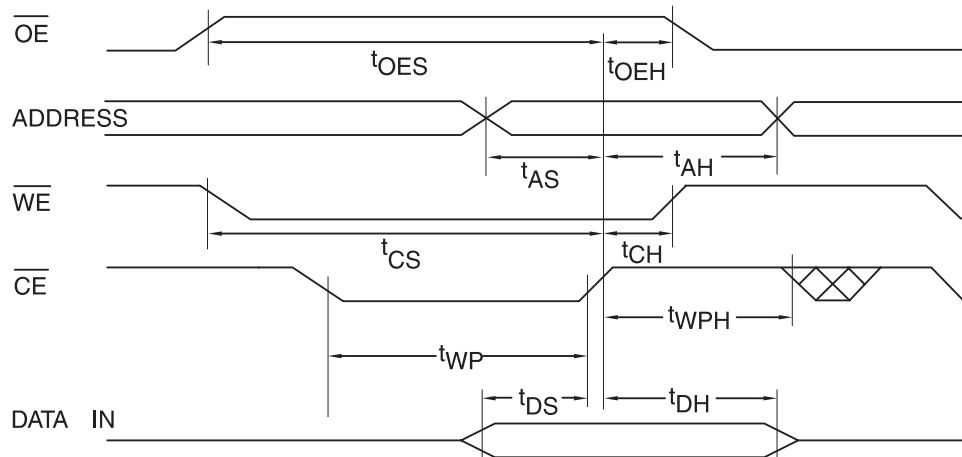 OE
tOES
tOEH
ADDRESS
tAS
tAH
WE
tCS
tCH
CE
tWPH
tWP
tDS
tDH
DATA IN